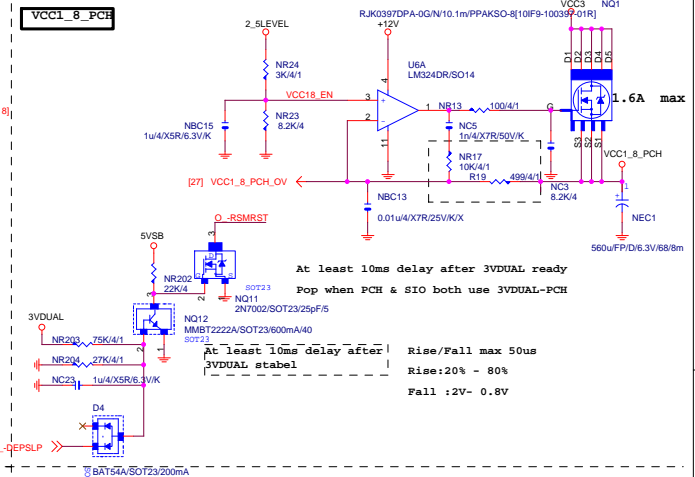 VCC1_8_PCH
VCC3
NQ1
RJK0397DPA-0G/N/10.1m/PPAKSO-8[10IF9-100397-01R]
2_5LEVEL
+12V
D1
D2
D3
D4
D5
NR24
3K/4/1
U6A
LM324DR/SO14
4
VCC18_EN
3
+
1
NR13
100/4/1
G
1.6A max
8]
NBC15
1u/4/X5R/6.3V/K
NR23
8.2K/4
2
-
11
NC5
1n/4/X7R/50V/K
S3
S2
S1
NR17
10K/4/1
VCC1_8_PCH
[27] VCC1_8_PCH_OV
R19
499/4/1
NC3
8.2K/4
1
NBC13
0.01u/4/X7R/25V/K/X
NEC1
560u/FP/D/6.3V/68/8m
O_-RSMRST
5VSB
3
D
G
S
NR202
22K/4
SOT23
2
1
NQ11
2N7002/SOT23/25pF/5
At least 10ms delay after 3VDUAL ready
Pop when PCH & SIO both use 3VDUAL-PCH
3
NQ12
MMBT2222A/SOT23/600mA/40
SOT23
2
1
3VDUAL
NR203
75K/4/1
NR204
27K/4/1
NC23
1u/4/X5R/6.3V/K
At least 10ms delay after
3VDUAL stabel
Rise/Fall max 50us
Rise:20% - 80%
Fall :2V- 0.8V
D4
_-DEPSLP
BAT54A/SOT23/200mA